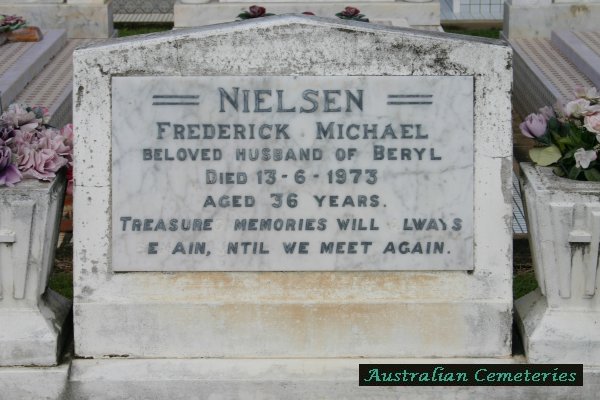 NIELSEN
FREDERICK MICHAEL
BELOVED HUSBAND OF BERYL
DIED 13-6-1973
AGED 36 YEARS.
TREASURE MEMORIES WILL LWAYS
E AIN, NTIL WE MEET AGAIN.
Australian Cemeteries